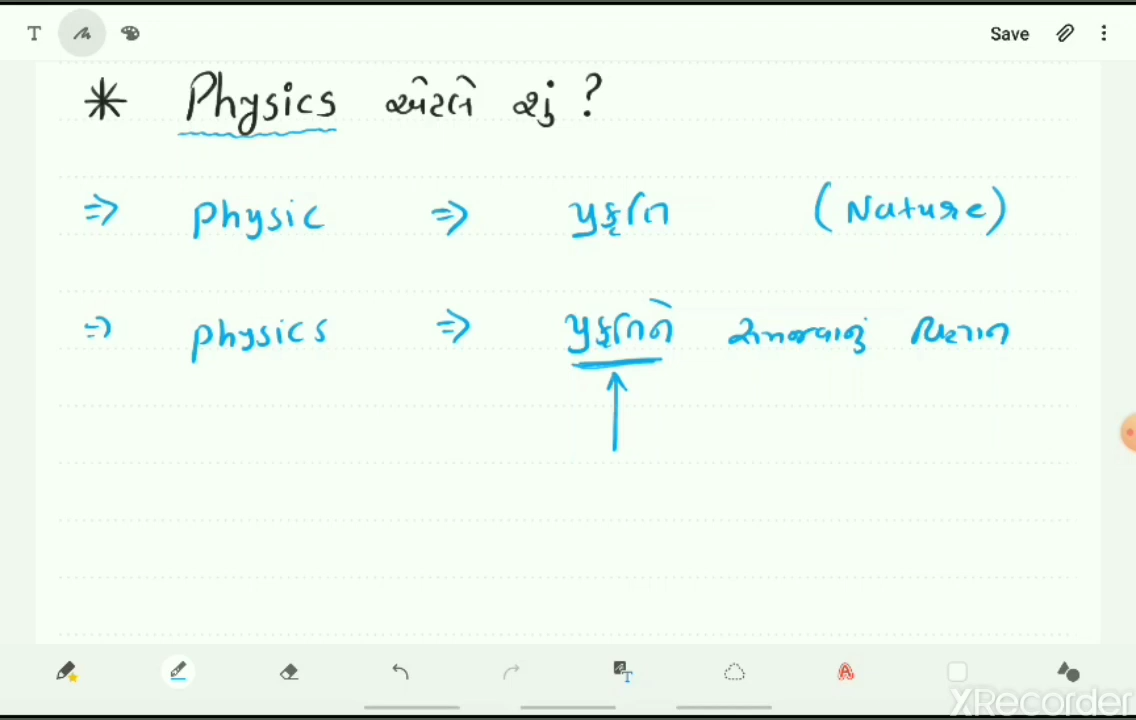 T Save
* Physics એટલે શું ?
⇒ physic ⇒ પ્રકૃતિ (Nature)
⇒ physics ⇒ પ્રકૃતિને સમજવાનું વિજ્ઞાન
XRecorder